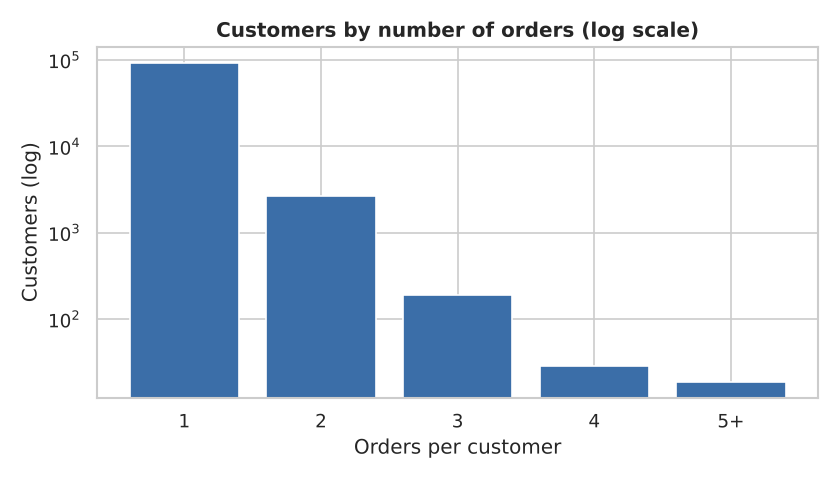 Customers by number of orders (log scale)
Customers (log)
10⁵
10⁴
10³
10²
1 2 3 4 5+
Orders per customer